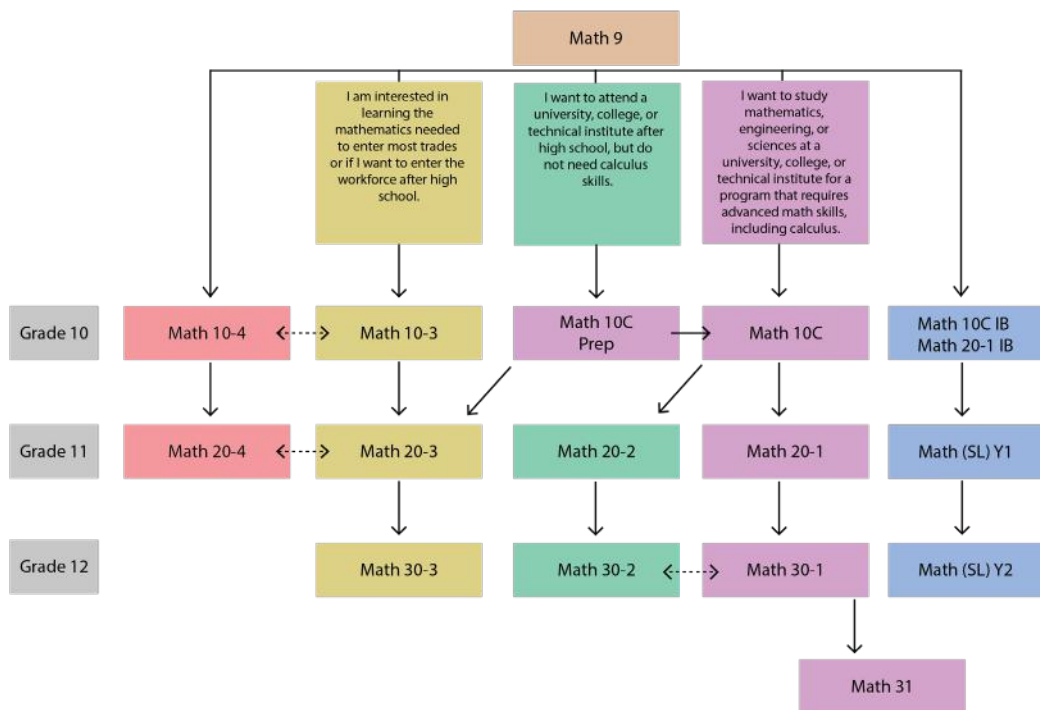 Math 9
I am interested in
learning the
mathematics needed
to enter most trades
or if I want to enter the
workforce after high
school.
I want to attend a
university, college, or
technical institute after
high school, but do
not need calculus
skills.
I want to study
mathematics,
engineering, or
sciences at a
university, college, or
technical institute for a
program that requires
advanced math skills,
including calculus.
Grade 10
Math 10-4
Math 10-3
Math 10C
Prep
Math 10C
Math 10C IB
Math 20-1 IB
Grade 11
Math 20-4
Math 20-3
Math 20-2
Math 20-1
Math (SL) Y1
Grade 12
Math 30-3
Math 30-2
Math 30-1
Math (SL) Y2
Math 31